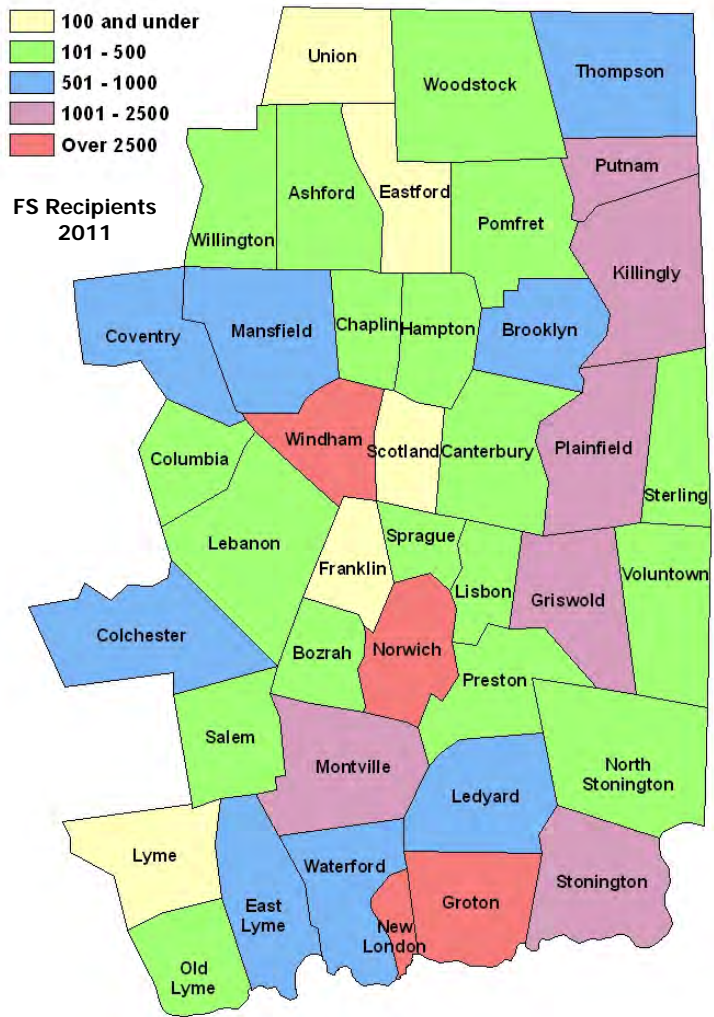 100 and under
101 - 500
501 - 1000
1001 - 2500
Over 2500
FS Recipients
2011
Union
Woodstock
Thompson
Putnam
Ashford
Eastford
Pomfret
Willington
Killingly
Coventry
Mansfield
Chaplin
Hampton
Brooklyn
Windham
Scotland
Canterbury
Plainfield
Columbia
Sterling
Lebanon
Sprague
Franklin
Lisbon
Griswold
Voluntown
Colchester
Bozrah
Norwich
Preston
Salem
Montville
North
Stonington
Ledyard
Lyme
Waterford
Stonington
East
Lyme
Groton
New
London
Old
Lyme